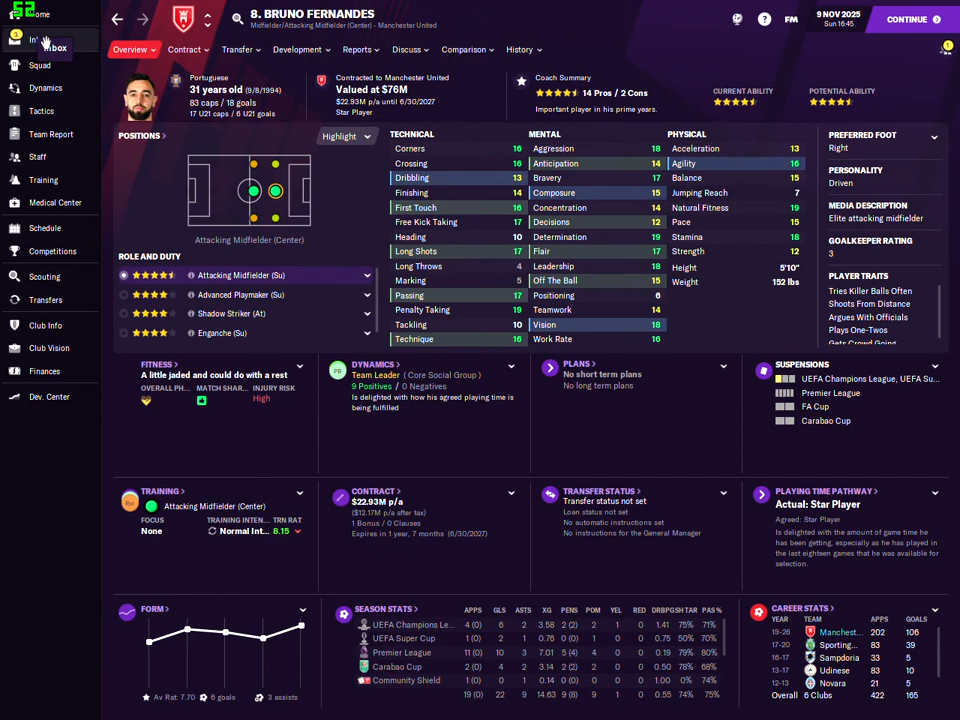 52
Home
8. BRUNO FERNANDES
Midfielder/Attacking Midfielder (Center) - Manchester United
FM
9 NOV 2025
Sun 16:45
CONTINUE
3
Inbox
1
Squad
Dynamics
Tactics
Team Report
Staff
Training
Medical Center
Schedule
Competitions
Scouting
Transfers
Club Info
Club Vision
Finances
Dev. Center
Overview
Contract
Transfer
Development
Reports
Discuss
Comparison
History
Portuguese
31 years old (9/8/1994)
83 caps / 18 goals
17 U21 caps / 6 U21 goals
Contracted to Manchester United
Valued at $76M
$22.93M p/a until 6/30/2027
Star Player
Coach Summary
14 Pros / 2 Cons
Important player in his prime years.
CURRENT ABILITY
POTENTIAL ABILITY
POSITIONS
Highlight
Attacking Midfielder (Center)
ROLE AND DUTY
Attacking Midfielder (Su)
Advanced Playmaker (Su)
Shadow Striker (At)
Enganche (Su)
TECHNICAL
Corners 16
Crossing 16
Dribbling 13
Finishing 14
First Touch 16
Free Kick Taking 17
Heading 10
Long Shots 17
Long Throws 4
Marking 5
Passing 17
Penalty Taking 19
Tackling 10
Technique 16
MENTAL
Aggression 18
Anticipation 14
Bravery 17
Composure 15
Concentration 14
Decisions 12
Determination 19
Flair 17
Leadership 18
Off The Ball 15
Positioning 6
Teamwork 14
Vision 18
Work Rate 16
PHYSICAL
Acceleration 13
Agility 16
Balance 15
Jumping Reach 7
Natural Fitness 19
Pace 15
Stamina 18
Strength 12
Height 5'10"
Weight 152 lbs
PREFERRED FOOT
Right
PERSONALITY
Driven
MEDIA DESCRIPTION
Elite attacking midfielder
GOALKEEPER RATING
3
PLAYER TRAITS
Tries Killer Balls Often
Shoots From Distance
Argues With Officials
Plays One-Twos
Gets Crowd Going
FITNESS
A little jaded and could do with a rest
OVERALL PH... MATCH SHAR... INJURY RISK
High
DYNAMICS
PR
Team Leader ( Core Social Group )
9 Positives / 0 Negatives
Is delighted with how his agreed playing time is
being fulfilled
PLANS
No short term plans
No long term plans
SUSPENSIONS
UEFA Champions League, UEFA Su...
Premier League
FA Cup
Carabao Cup
TRAINING
Attacking Midfielder (Center)
FOCUS TRAINING INTEN... TRN RAT
None Normal Int... 8.15
CONTRACT
$22.93M p/a
($12.17M p/a after tax)
1 Bonus / 0 Clauses
Expires in 1 year, 7 months (6/30/2027)
TRANSFER STATUS
Transfer status not set
Loan status not set
No automatic instructions set
No instructions for the General Manager
PLAYING TIME PATHWAY
Actual: Star Player
Agreed: Star Player
Is delighted with the amount of game time he
has been getting, especially as he has played in
the last eighteen games that he was available for
selection.
FORM
Av Rat: 7.70 6 goals 3 assists
SEASON STATS APPS GLS ASTS XG PENS POM YEL RED DRBPG SH TAR PAS %
UEFA Champions Le... 4 (0) 6 2 3.58 2 (2) 2 1 0 1.41 75% 71%
UEFA Super Cup 1 (0) 2 1 0.76 0 (0) 1 0 0 0.75 50% 70%
Premier League 11 (0) 10 3 7.01 5 (4) 4 0 0 0.19 79% 80%
Carabao Cup 2 (0) 4 2 3.14 2 (2) 2 0 0 0.50 78% 68%
Community Shield 1 (0) 0 1 0.14 0 (0) 0 0 0 1.00 0% 74%
19 (0) 22 9 14.63 9 (8) 9 1 0 0.55 74% 75%
CAREER STATS
YEAR TEAM APPS GOALS
19-26 Manchest... 202 106
17-20 Sporting... 83 39
16-17 Sampdoria 33 5
13-17 Udinese 83 10
12-13 Novara 21 5
Overall 6 Clubs 422 165